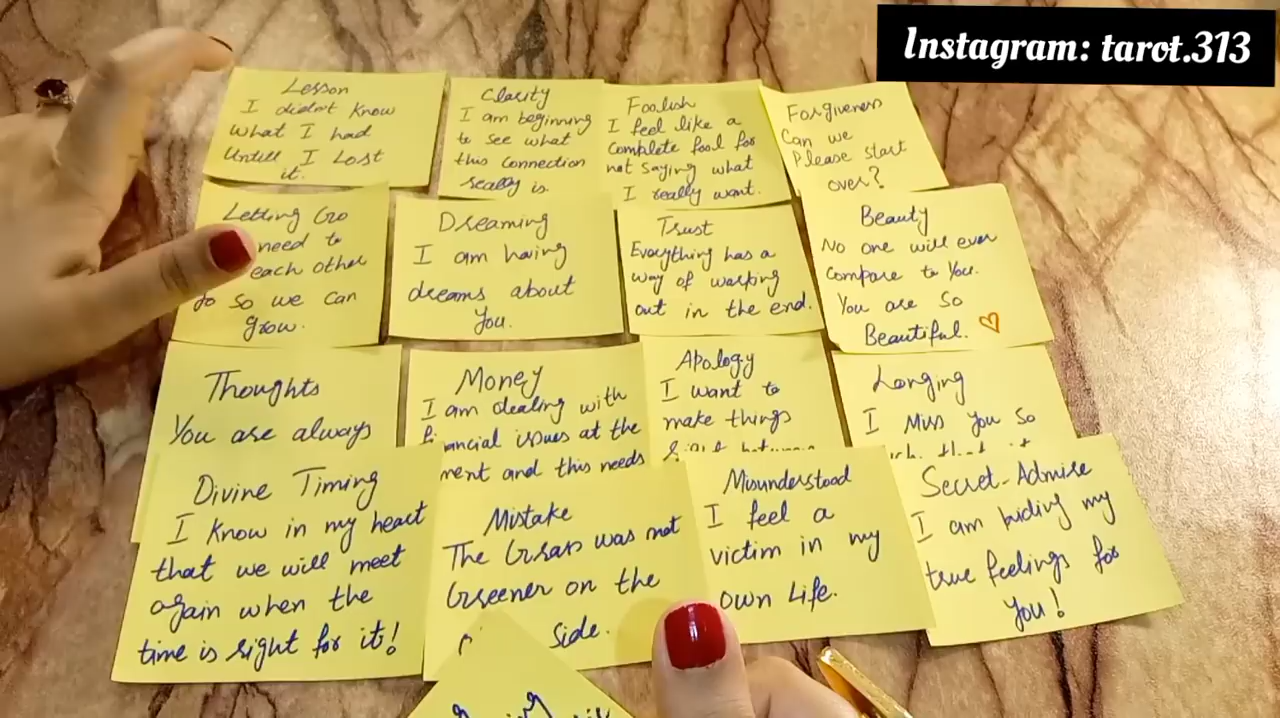 Instagram: tarot.313
Lesson
I didn't know
what I had
Untill I Lost
it.
Clarity
I am beginning
to see what
this connection
really is.
Foolish
I feel like a
Complete fool for
not saying what
I really want.
Forgiveness
Can we
Please start
over?
Letting Go
need to
each other
go so we can
grow.
Dreaming
I am having
dreams about
You.
Trust
Everything has a
way of working
out in the end.
Beauty
No one will ever
Compare to You.
You are so
Beautiful.
Thoughts
You are always
Money
I am dealing with
financial issues at the
ment and this needs
Apology
I want to
make things
Longing
I Miss You so
Divine Timing
I know in my heart
that we will meet
again when the
time is right for it!
Mistake
The Grass was not
Greener on the
side.
Misunderstood
I feel a
victim in my
own Life.
Secret-Admire
I am hiding my
true feelings for
You!